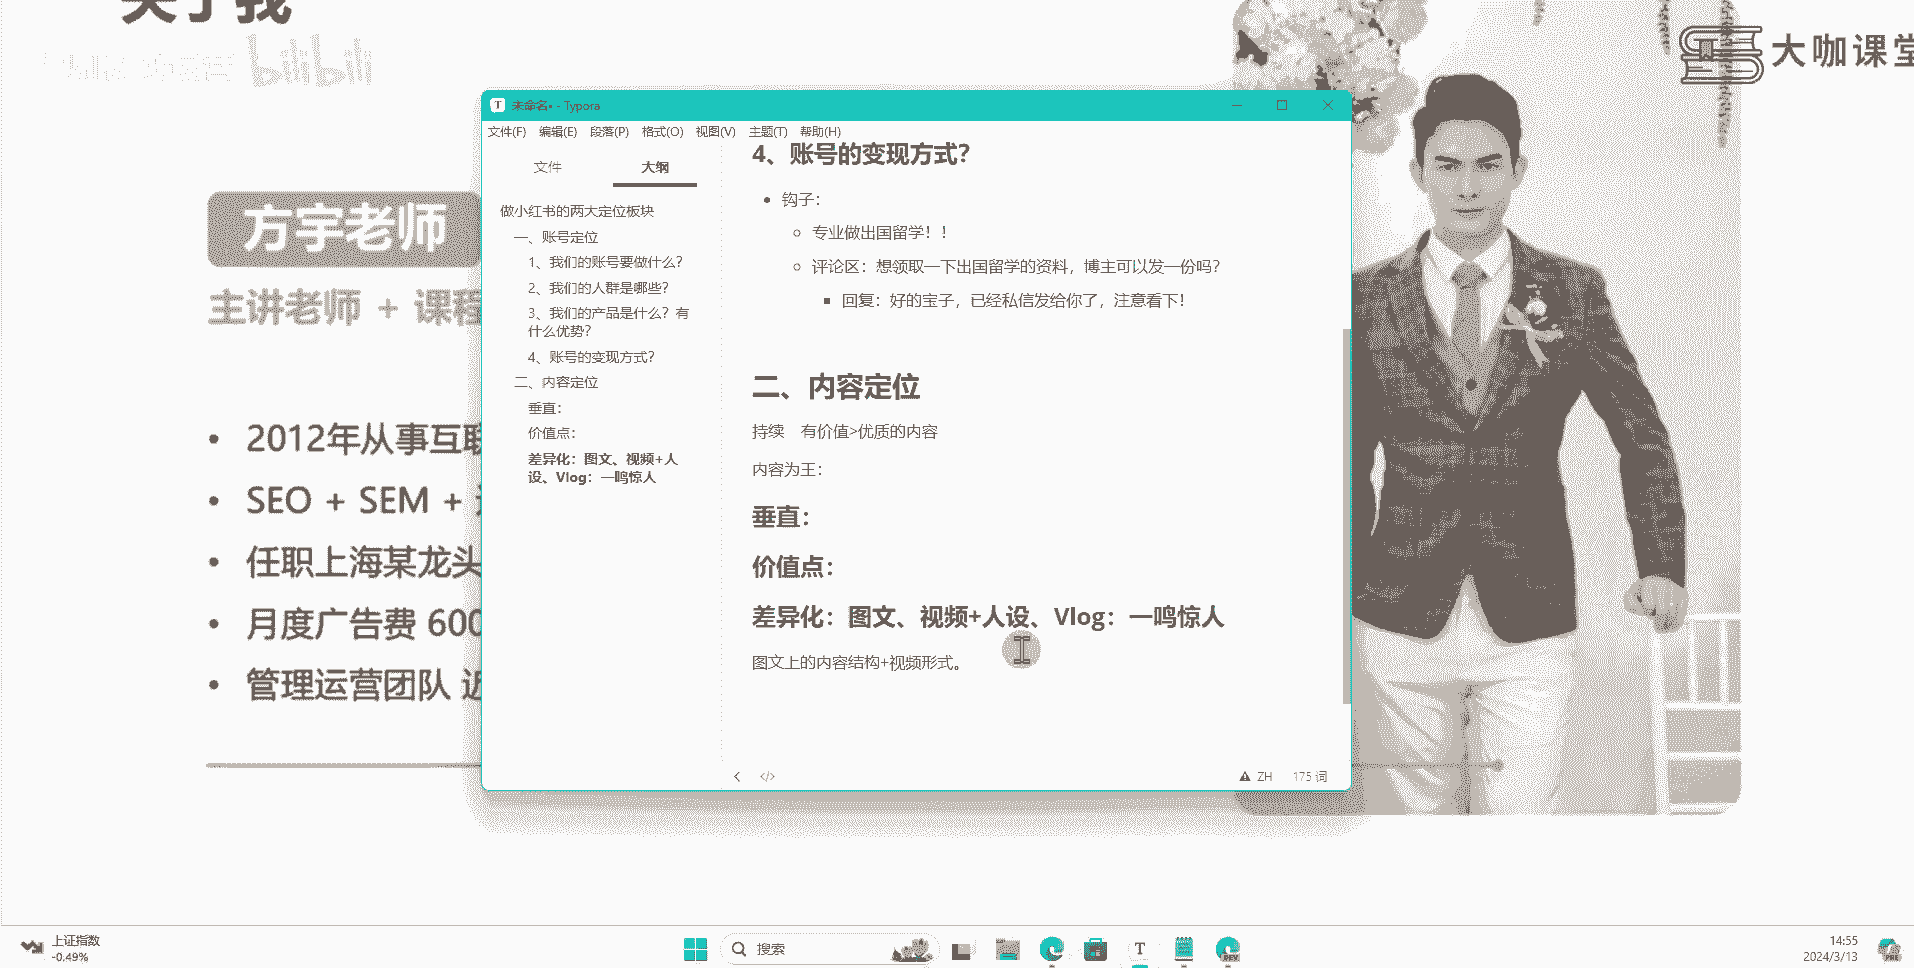 关于我
bilibili
大咖课堂
方宇老师
主讲老师 + 课程
2012年从事互联
SEO + SEM +
任职上海某龙头
月度广告费 600
管理运营团队 近
未命名• - Typora
文件(F) 编辑(E) 段落(P) 格式(O) 视图(V) 主题(T) 帮助(H)
文件 大纲
做小红书的两大定位板块
一、账号定位
1、我们的账号要做什么？
2、我们的人群是哪些？
3、我们的产品是什么？有
什么优势？
4、账号的变现方式？
二、内容定位
垂直：
价值点：
差异化：图文、视频+人
设、Vlog：一鸣惊人
4、账号的变现方式？
钩子：
专业做出国留学！！
评论区：想领取一下出国留学的资料，博主可以发一份吗？
回复：好的宝子，已经私信发给你了，注意看下！
二、内容定位
持续 有价值>优质的内容
内容为王：
垂直：
价值点：
差异化：图文、视频+人设、Vlog：一鸣惊人
图文上的内容结构+视频形式。
ZH 175 词
上证指数
-0.49%
搜索
14:55
2024/3/13